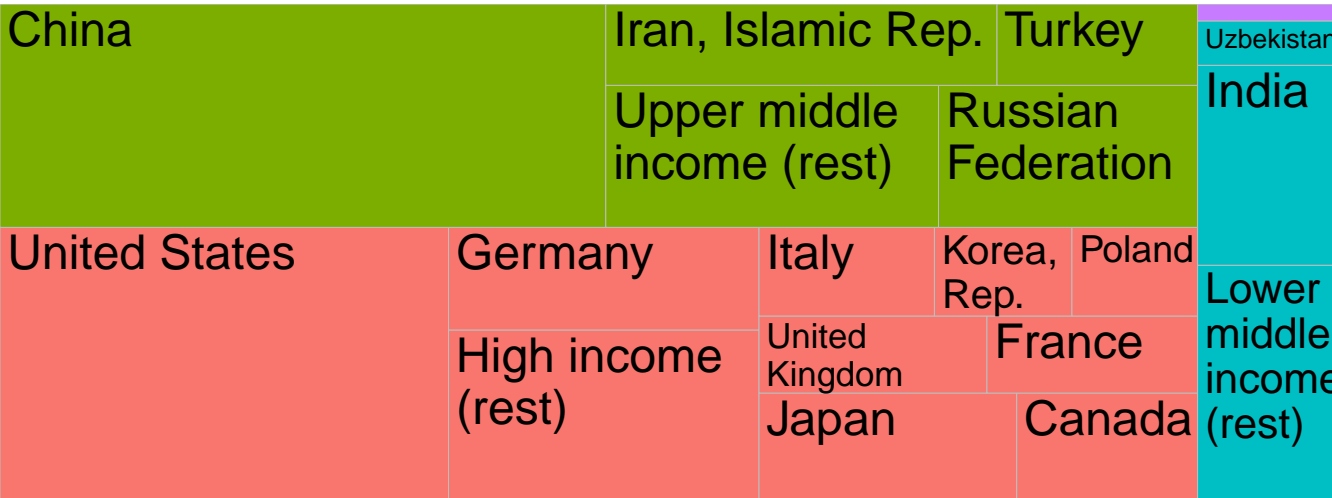 China
Iran, Islamic Rep.
Turkey
Uzbekistan
India
Upper middle
income (rest)
Russian
Federation
United States
Germany
Italy
Korea,
Rep.
Poland
Lower
middle
income
(rest)
High income
(rest)
United
Kingdom
France
Japan
Canada